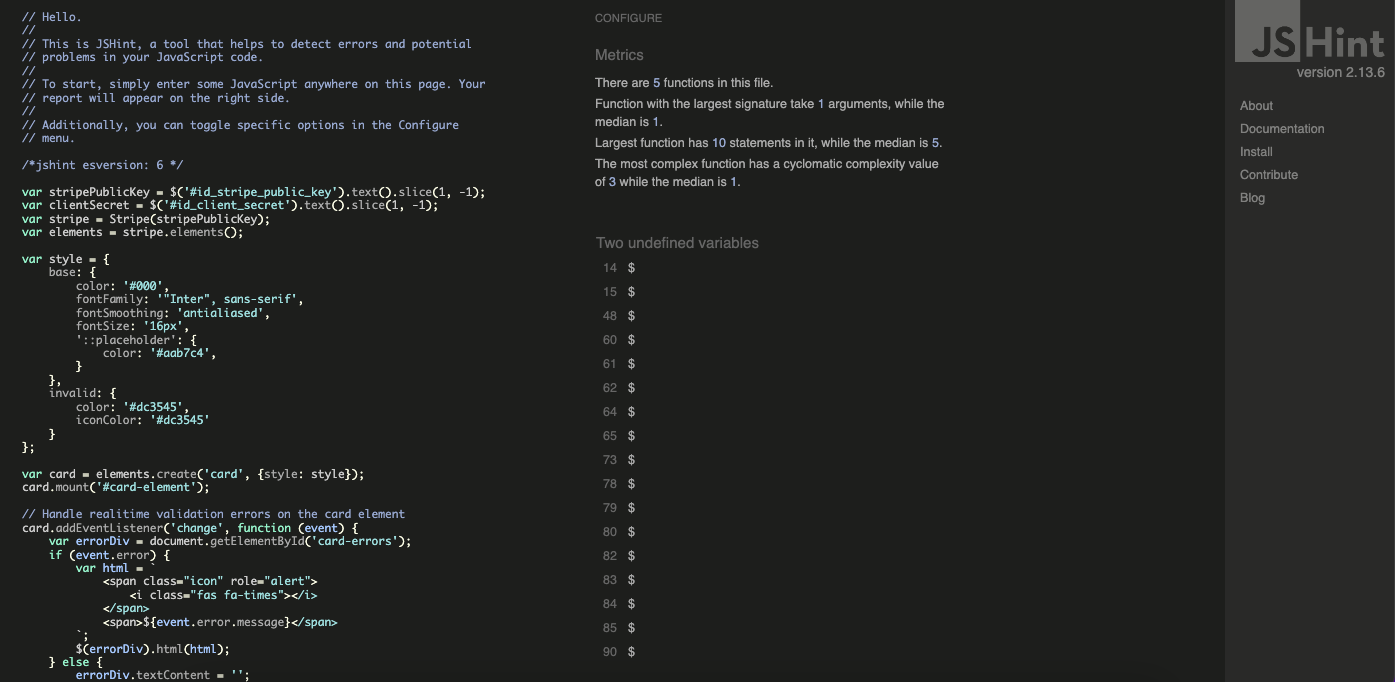 // Hello.
//
// This is JSHint, a tool that helps to detect errors and potential
// problems in your JavaScript code.
//
// To start, simply enter some JavaScript anywhere on this page. Your
// report will appear on the right side.
//
// Additionally, you can toggle specific options in the Configure
// menu.

/*jshint esversion: 6 */

var stripePublicKey = $('#id_stripe_public_key').text().slice(1, -1);
var clientSecret = $('#id_client_secret').text().slice(1, -1);
var stripe = Stripe(stripePublicKey);
var elements = stripe.elements();

var style = {
    base: {
        color: '#000',
        fontFamily: '"Inter", sans-serif',
        fontSmoothing: 'antialiased',
        fontSize: '16px',
        '::placeholder': {
            color: '#aab7c4',
        }
    },
    invalid: {
        color: '#dc3545',
        iconColor: '#dc3545'
    }
};

var card = elements.create('card', {style: style});
card.mount('#card-element');

// Handle realitime validation errors on the card element
card.addEventListener('change', function (event) {
    var errorDiv = document.getElementById('card-errors');
    if (event.error) {
        var html = `
            <span class="icon" role="alert">
                <i class="fas fa-times"></i>
            </span>
            <span>${event.error.message}</span>
        `;
        $(errorDiv).html(html);
    } else {
        errorDiv.textContent = '';
CONFIGURE
Metrics
There are 5 functions in this file.
Function with the largest signature take 1 arguments, while the
median is 1.
Largest function has 10 statements in it, while the median is 5.
The most complex function has a cyclomatic complexity value
of 3 while the median is 1.
Two undefined variables
14 $
15 $
48 $
60 $
61 $
62 $
64 $
65 $
73 $
78 $
79 $
80 $
82 $
83 $
84 $
85 $
90 $
JSHint
version 2.13.6
About
Documentation
Install
Contribute
Blog